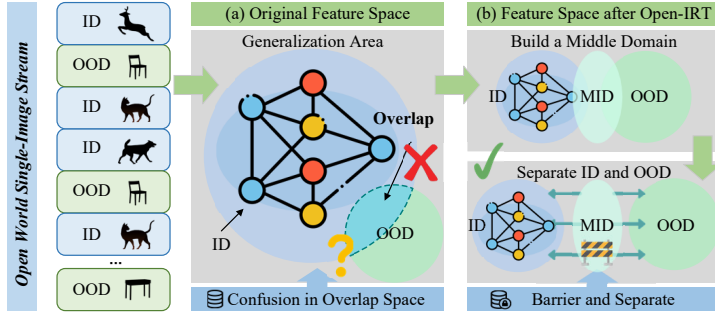 Open World Single-Image Stream
ID
OOD
ID
ID
OOD
ID
...
OOD
(a) Original Feature Space
Generalization Area
Overlap
ID
?
OOD
Confusion in Overlap Space
(b) Feature Space after Open-IRT
Build a Middle Domain
ID
MID
OOD
Separate ID and OOD
ID
MID
OOD
Barrier and Separate